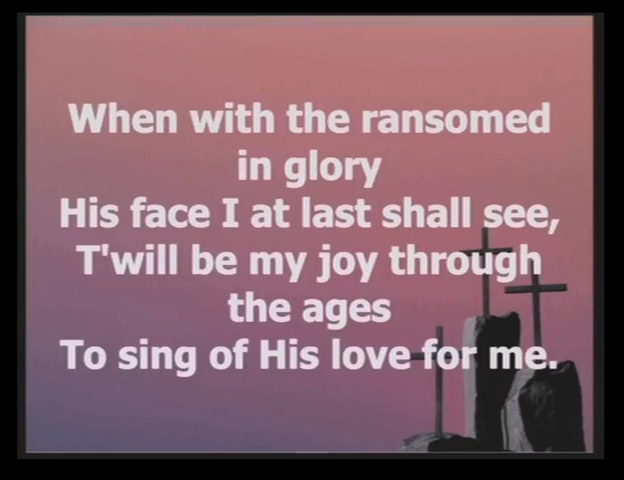 When with the ransomed
in glory
His face I at last shall see,
T'will be my joy through
the ages
To sing of His love for me.